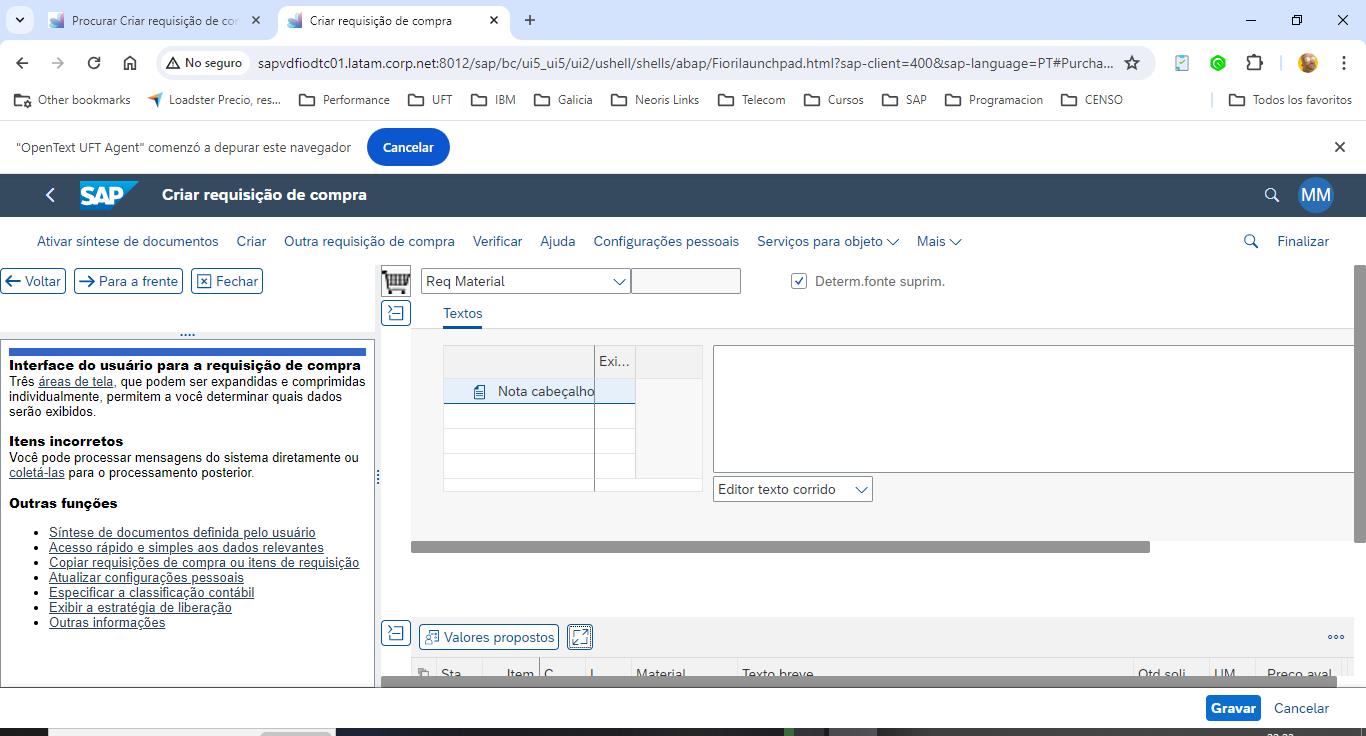 Procurar Criar requisição de co
Criar requisição de compra
No seguro
sapvdfiodtc01.latam.corp.net:8012/sap/bc/ui5_ui5/ui2/ushell/shells/abap/Fiorilaunchpad.html?sap-client=400&sap-language=PT#Purcha...
Other bookmarks
Loadster Precio, res...
Performance
UFT
IBM
Galicia
Neoris Links
Telecom
Cursos
SAP
Programacion
CENSO
Todos los favoritos
"OpenText UFT Agent" comenzó a depurar este navegador
Cancelar
SAP
Criar requisição de compra
MM
Ativar síntese de documentos
Criar
Outra requisição de compra
Verificar
Ajuda
Configurações pessoais
Serviços para objeto
Mais
Finalizar
Voltar
Para a frente
Fechar
Req Material
Determ.fonte suprim.
Textos
Interface do usuário para a requisição de compra
Três áreas de tela, que podem ser expandidas e comprimidas
individualmente, permitem a você determinar quais dados
serão exibidos.
Itens incorretos
Você pode processar mensagens do sistema diretamente ou
coletá-las para o processamento posterior.
Outras funções
Síntese de documentos definida pelo usuário
Acesso rápido e simples aos dados relevantes
Copiar requisições de compra ou itens de requisição
Atualizar configurações pessoais
Especificar a classificação contábil
Exibir a estratégia de liberação
Outras informações
Exi...
Nota cabeçalho
Editor texto corrido
Valores propostos
Sta
Item
C
Material
Texto breve
Qtd.soli
UM
Preço aval
Gravar
Cancelar